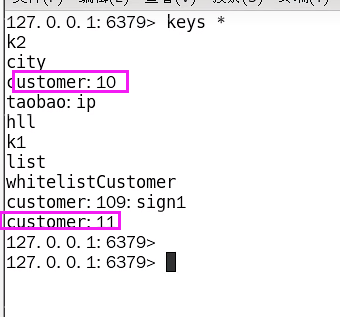 127.0.0.1:6379> keys *
k2
city
customer:10
taobao:ip
hll
k1
list
whitelistCustomer
customer:109:sign1
customer:11
127.0.0.1:6379>
127.0.0.1:6379>